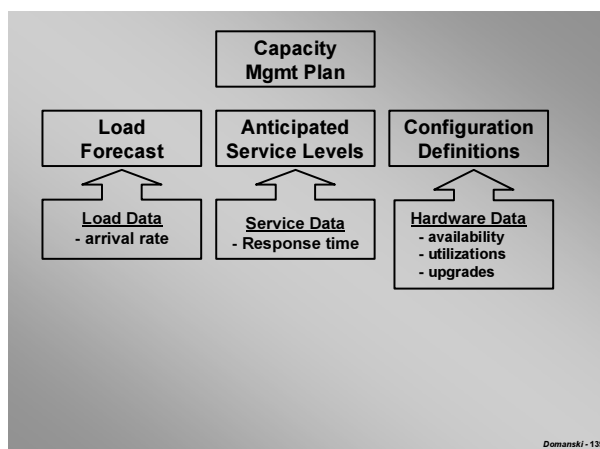 Capacity
Mgmt Plan
Load
Forecast
Anticipated
Service Levels
Configuration
Definitions
Load Data
- arrival rate
Service Data
- Response time
Hardware Data
- availability
- utilizations
- upgrades
Domanski -